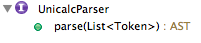 UnicalcParser
parse(List<Token>) : AST